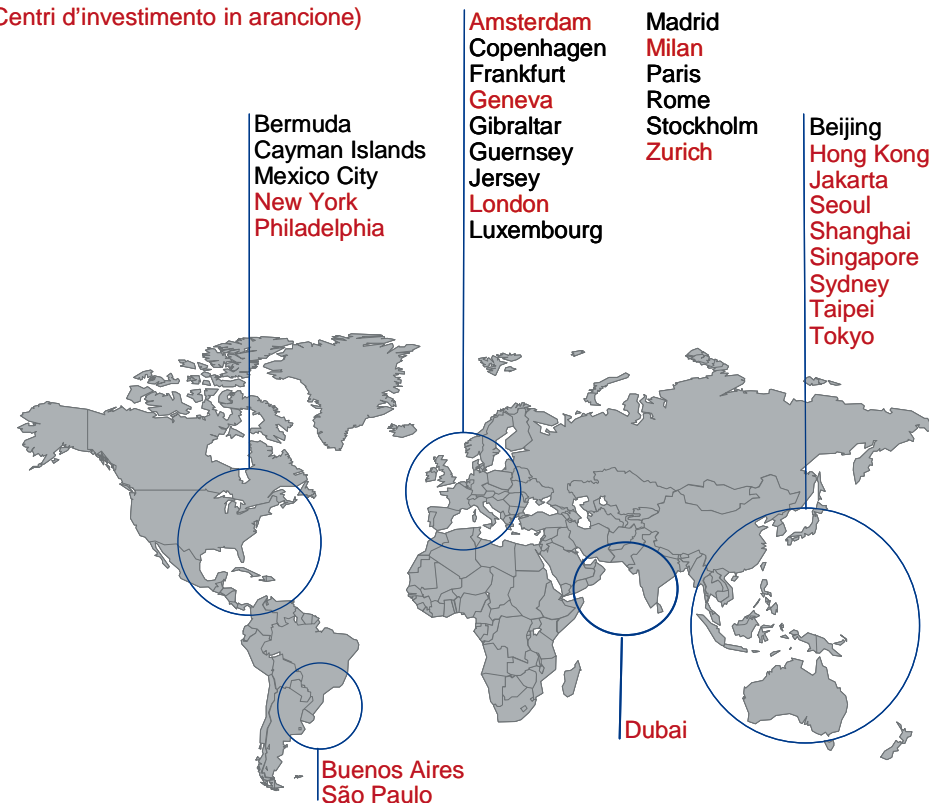 Centri d’investimento in arancione)
Amsterdam
Copenhagen
Frankfurt
Geneva
Gibraltar
Guernsey
Jersey
London
Luxembourg
Madrid
Milan
Paris
Rome
Stockholm
Zurich
Bermuda
Cayman Islands
Mexico City
New York
Philadelphia
Beijing
Hong Kong
Jakarta
Seoul
Shanghai
Singapore
Sydney
Taipei
Tokyo
Dubai
Buenos Aires
São Paulo